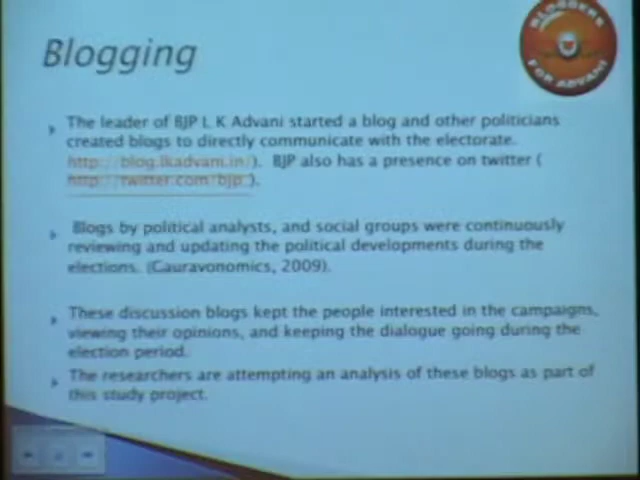 BLOGGERS
FOR ADVANI
Blogging
The leader of BJP L K Advani started a blog and other politicians
created blogs to directly communicate with the electorate.
http://blog.lkadvani.in/). BJP also has a presence on twitter (
http://twitter.com/bjp ).
Blogs by political analysts, and social groups were continuously
reviewing and updating the political developments during the
elections. (Gauravonomics, 2009).
These discussion blogs kept the people interested in the campaigns,
viewing their opinions, and keeping the dialogue going during the
election period.
The researchers are attempting an analysis of these blogs as part of
this study project.